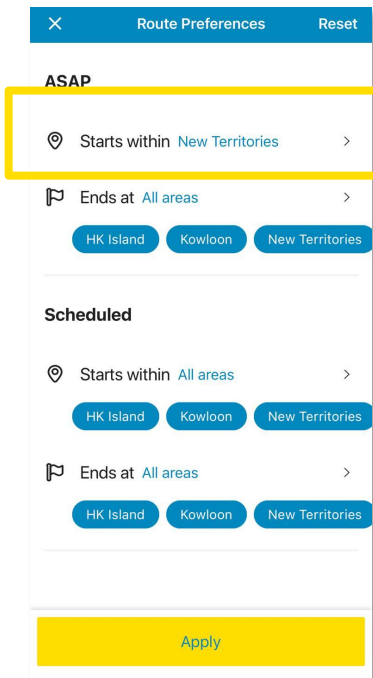 Route Preferences Reset
ASAP
Starts within New Territories
Ends at All areas
HK Island Kowloon New Territories
Scheduled
Starts within All areas
HK Island Kowloon New Territories
Ends at All areas
HK Island Kowloon New Territories
Apply